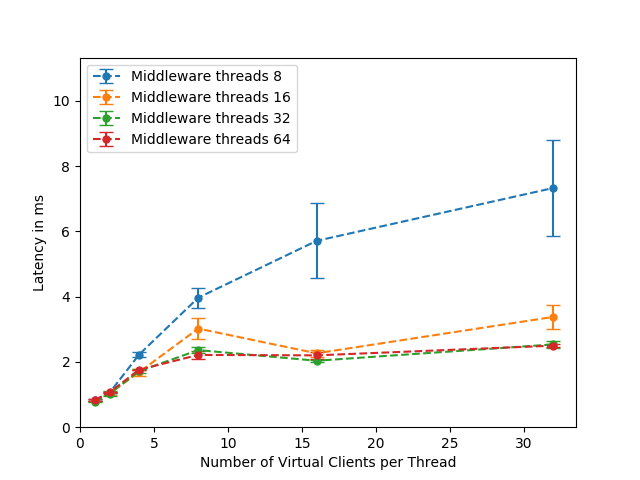 Middleware threads 8
Middleware threads 16
Middleware threads 32
Middleware threads 64
10
8
6
4
2
0
Latency in ms
0 5 10 15 20 25 30
Number of Virtual Clients per Thread